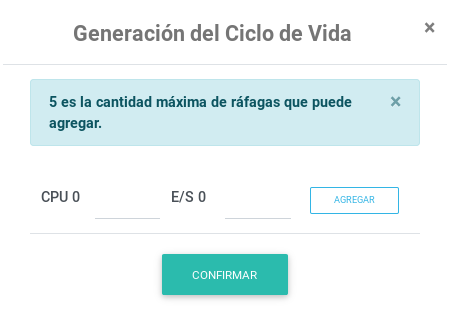 Generación del Ciclo de Vida ×
5 es la cantidad máxima de ráfagas que puede ×
agregar.
CPU 0 E/S 0 AGREGAR
CONFIRMAR